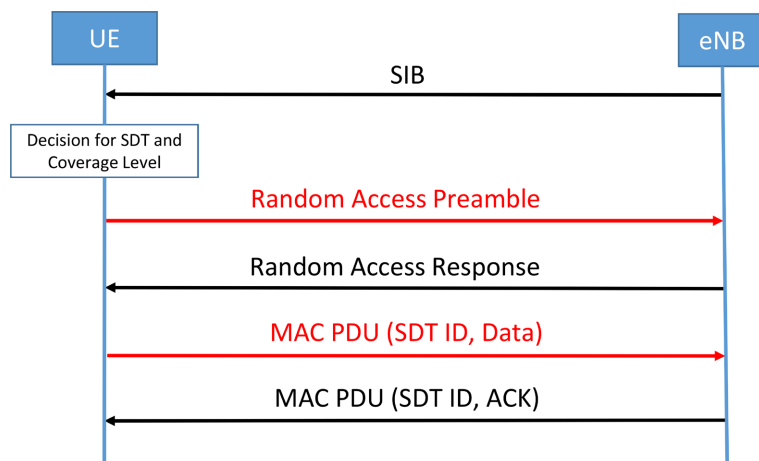 UE
eNB
SIB
Decision for SDT and
Coverage Level
Random Access Preamble
Random Access Response
MAC PDU (SDT ID, Data)
MAC PDU (SDT ID, ACK)